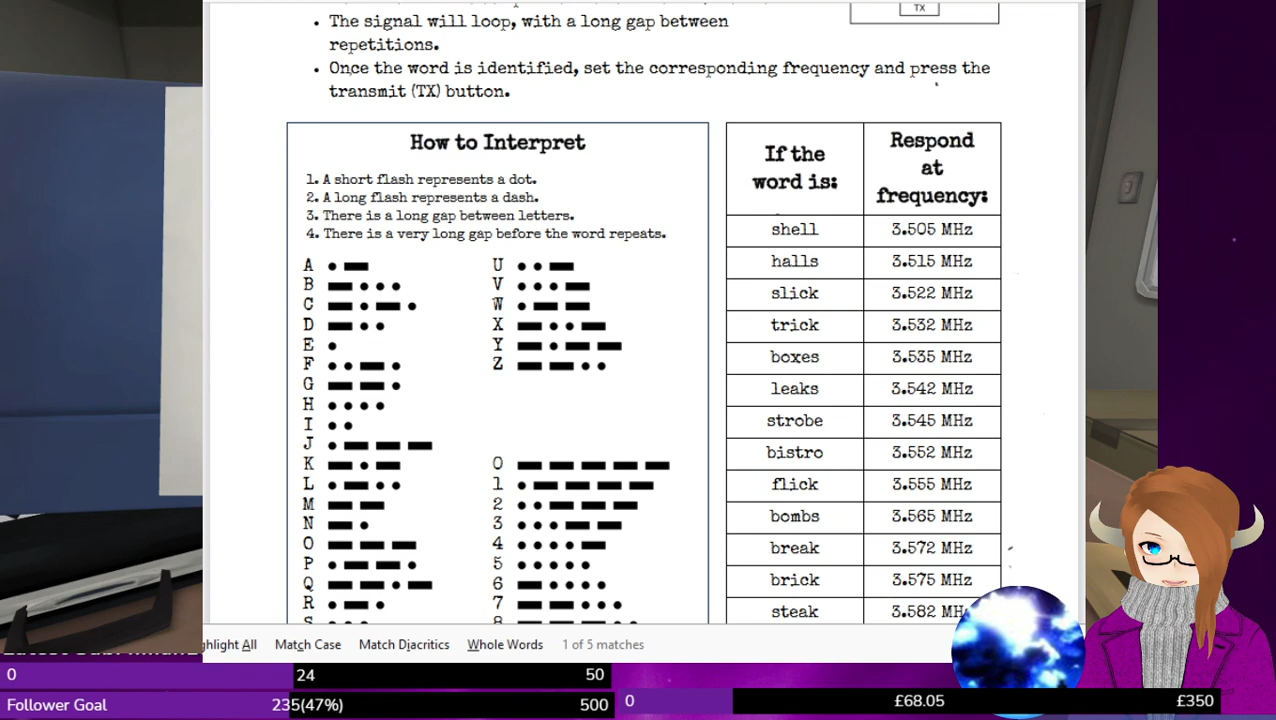 TX
• The signal will loop, with a long gap between
repetitions.
• Once the word is identified, set the corresponding frequency and press the
transmit (TX) button.
How to Interpret
1. A short flash represents a dot.
2. A long flash represents a dash.
3. There is a long gap between letters.
4. There is a very long gap before the word repeats.
A
B
C
D
E
F
G
H
I
J
K
L
M
N
O
P
Q
R
U
V
W
X
Y
Z
0
1
2
3
4
5
6
7
8
If the
word is:
Respond
at
frequency:
shell 3.505 MHz
halls 3.515 MHz
slick 3.522 MHz
trick 3.532 MHz
boxes 3.535 MHz
leaks 3.542 MHz
strobe 3.545 MHz
bistro 3.552 MHz
flick 3.555 MHz
bombs 3.565 MHz
break 3.572 MHz
brick 3.575 MHz
steak 3.582 MHz
ghlight All Match Case Match Diacritics Whole Words 1 of 5 matches
0 24 50
Follower Goal 235(47%) 500
0 £68.05 £350